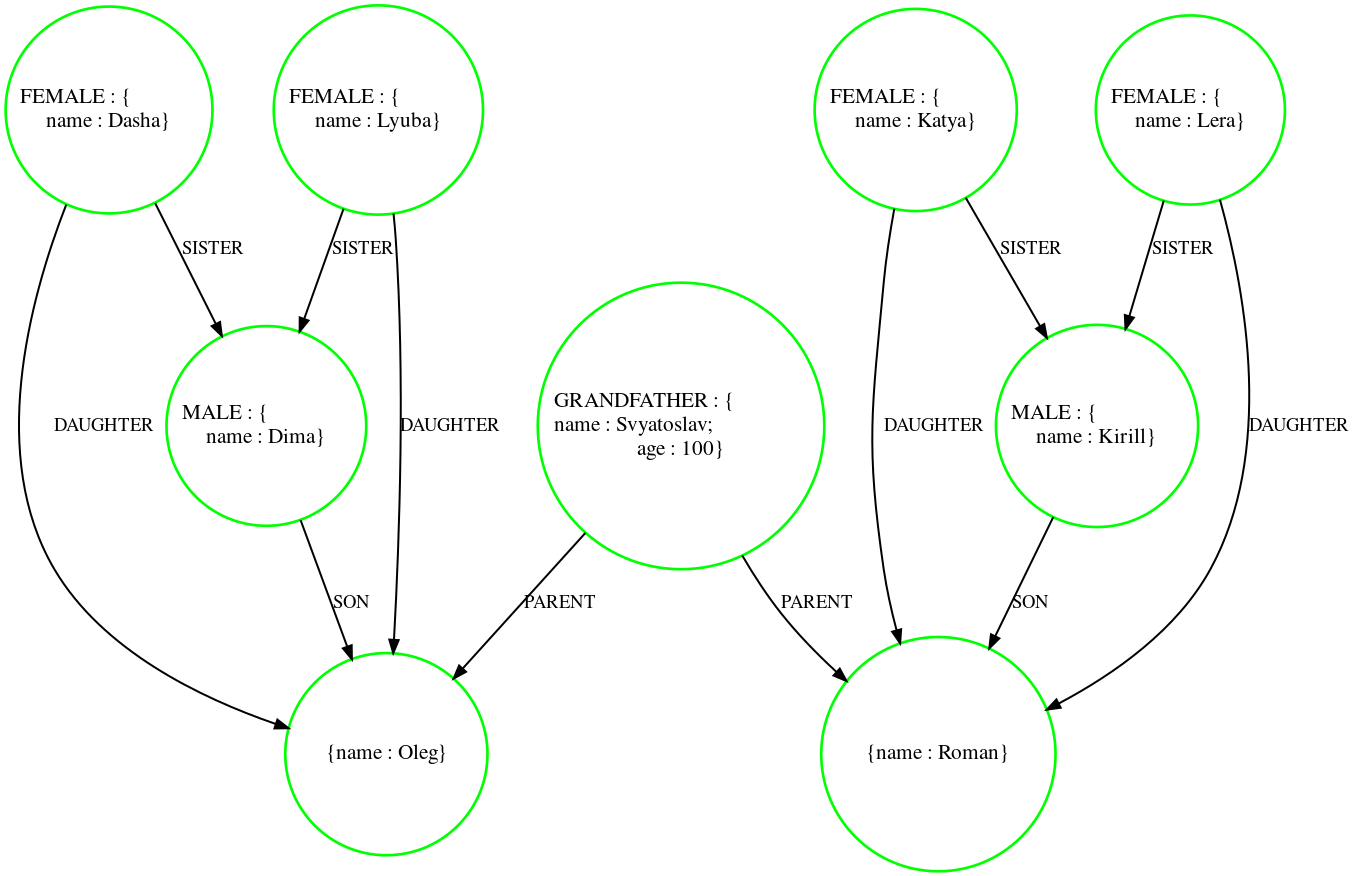 FEMALE : {
name : Dasha}
FEMALE : {
name : Lyuba}
FEMALE : {
name : Katya}
FEMALE : {
name : Lera}
SISTER
SISTER
SISTER
SISTER
DAUGHTER
MALE : {
name : Dima}
DAUGHTER
GRANDFATHER : {
name : Svyatoslav;
age : 100}
DAUGHTER
MALE : {
name : Kirill}
DAUGHTER
SON
PARENT
PARENT
SON
{name : Oleg}
{name : Roman}